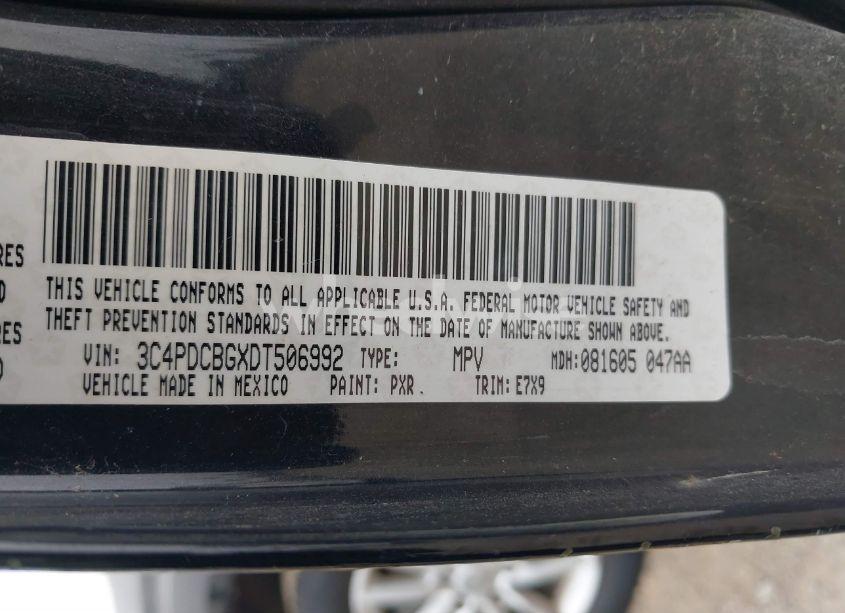 RES
THIS VEHICLE CONFORMS TO ALL APPLICABLE U.S.A. FEDERAL MOTOR VEHICLE SAFETY AND
THEFT PREVENTION STANDARDS IN EFFECT ON THE DATE OF MANUFACTURE SHOWN ABOVE.
D
RES
VIN: 3C4PDCBGXDT506992 TYPE: MPV MDH:081605 047AA
VEHICLE MADE IN MEXICO PAINT: PXR. TRIM: E7X9